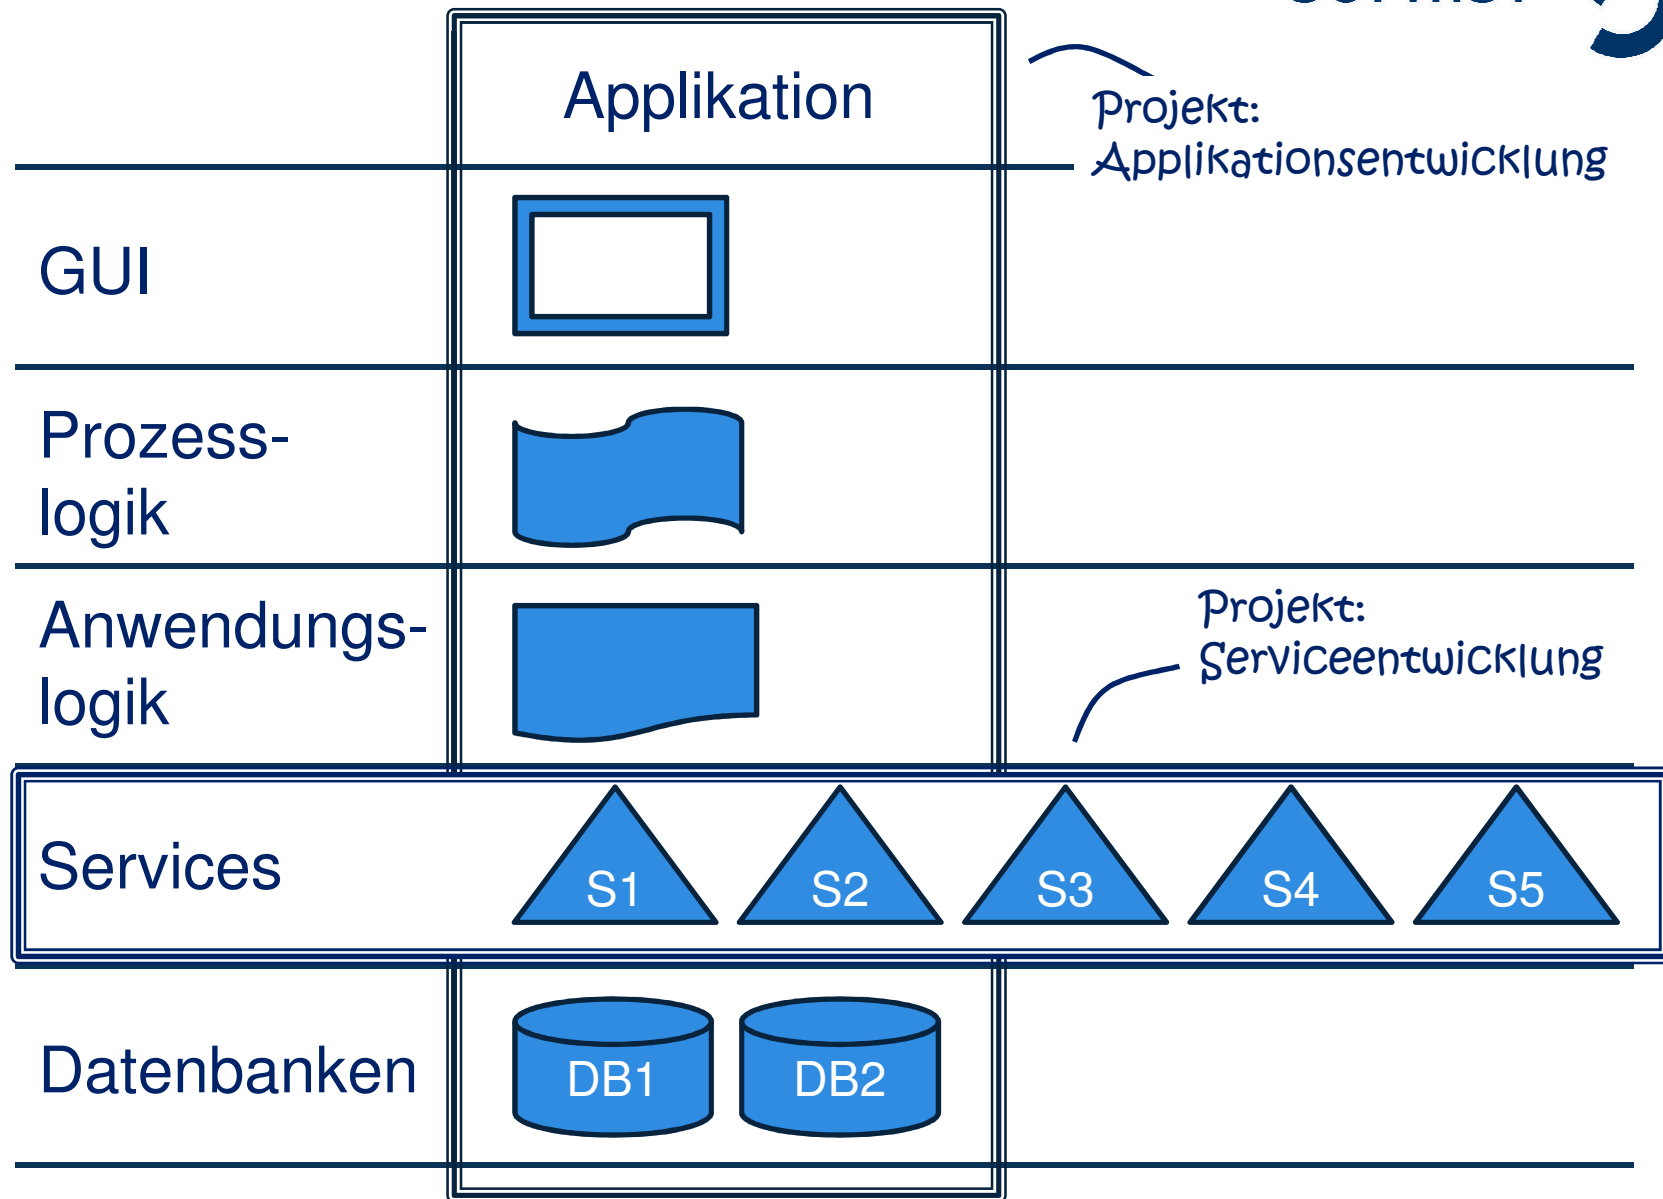 Applikation
Projekt:
Applikationsentwicklung
GUI
Prozess-
logik
Anwendungs-
logik
Projekt:
Serviceentwicklung
Services
S1 S2 S3 S4 S5
Datenbanken
DB1 DB2